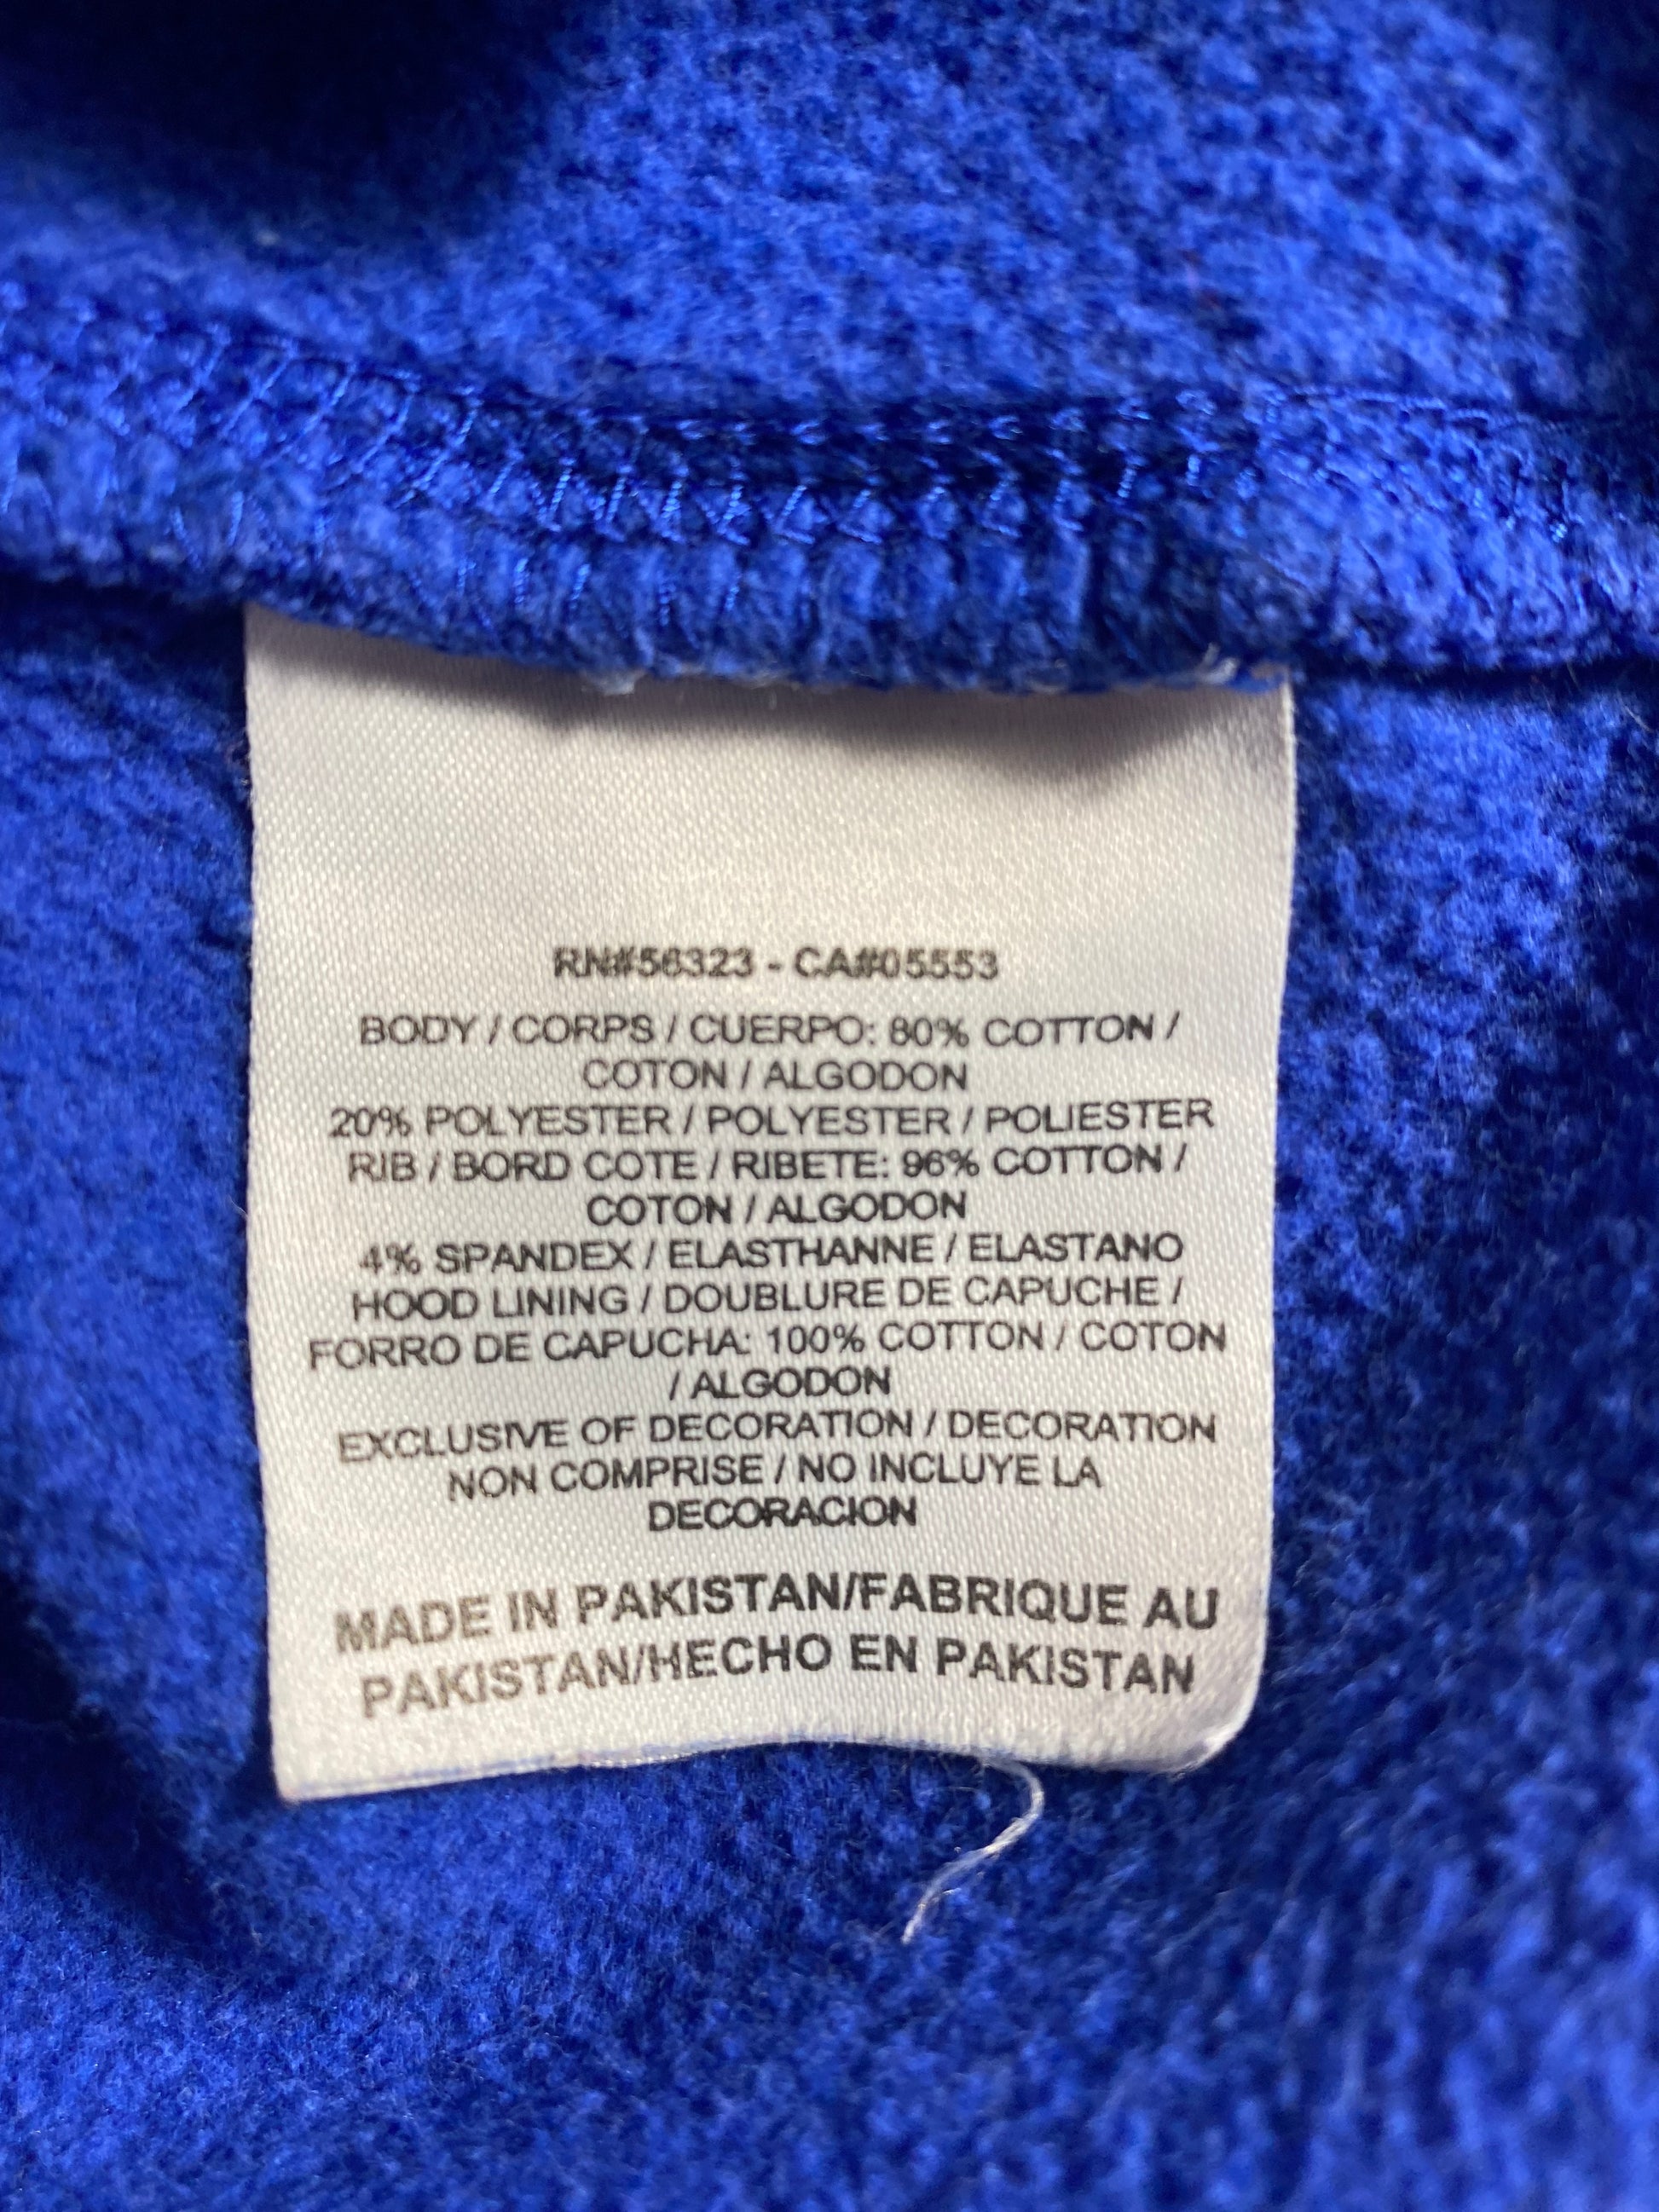 RN#56323 - CA#05553
BODY / CORPS / CUERPO: 80% COTTON /
COTON / ALGODON
20% POLYESTER / POLYESTER / POLIESTER
RIB / BORD COTE / RIBETE: 96% COTTON /
COTON / ALGODON
4% SPANDEX / ELASTHANNE / ELASTANO
HOOD LINING / DOUBLURE DE CAPUCHE /
FORRO DE CAPUCHA: 100% COTTON / COTON
/ ALGODON
EXCLUSIVE OF DECORATION / DECORATION
NON COMPRISE / NO INCLUYE LA
DECORACION
MADE IN PAKISTAN/FABRIQUE AU
PAKISTAN/HECHO EN PAKISTAN